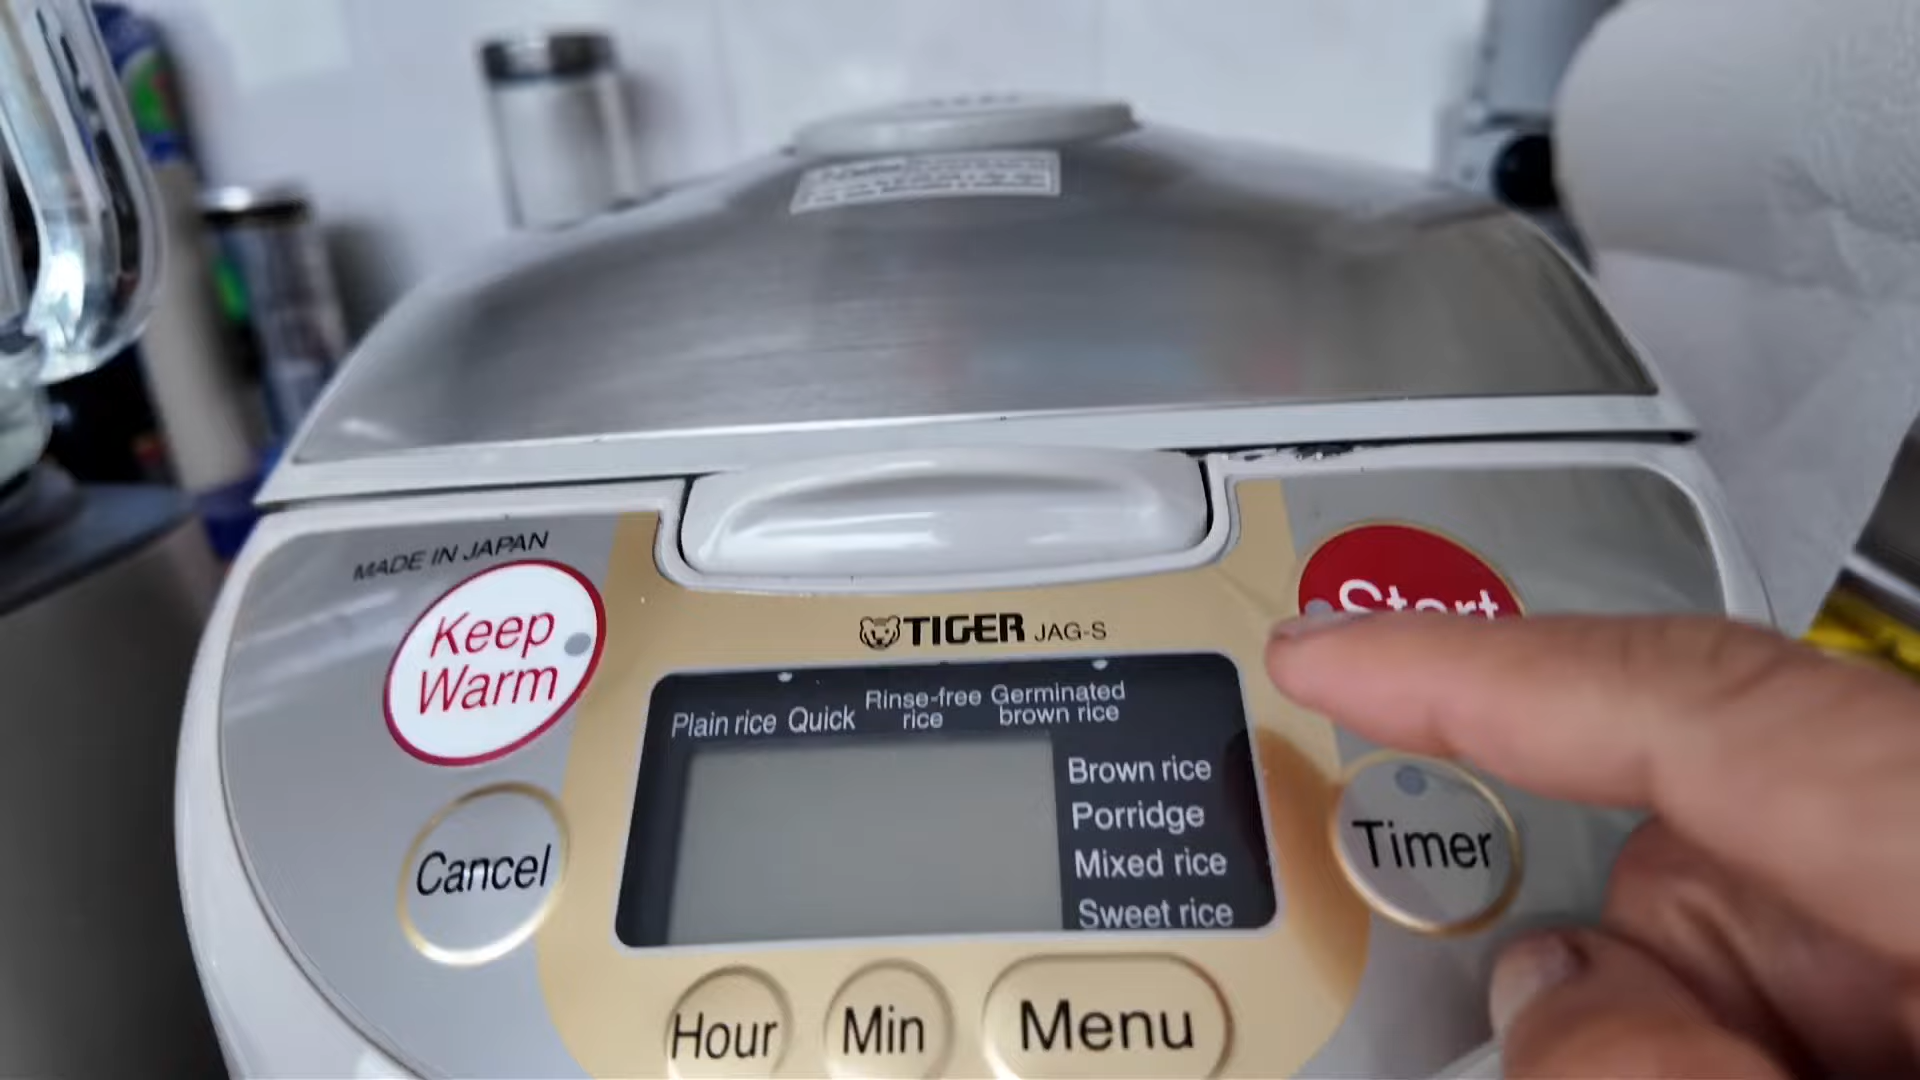 MADE IN JAPAN
Keep
Warm
TIGER JAG-S
Start
Plain rice
Quick
Rinse-free
rice
Germinated
brown rice
Brown rice
Porridge
Mixed rice
Sweet rice
Cancel
Timer
Hour
Min
Menu